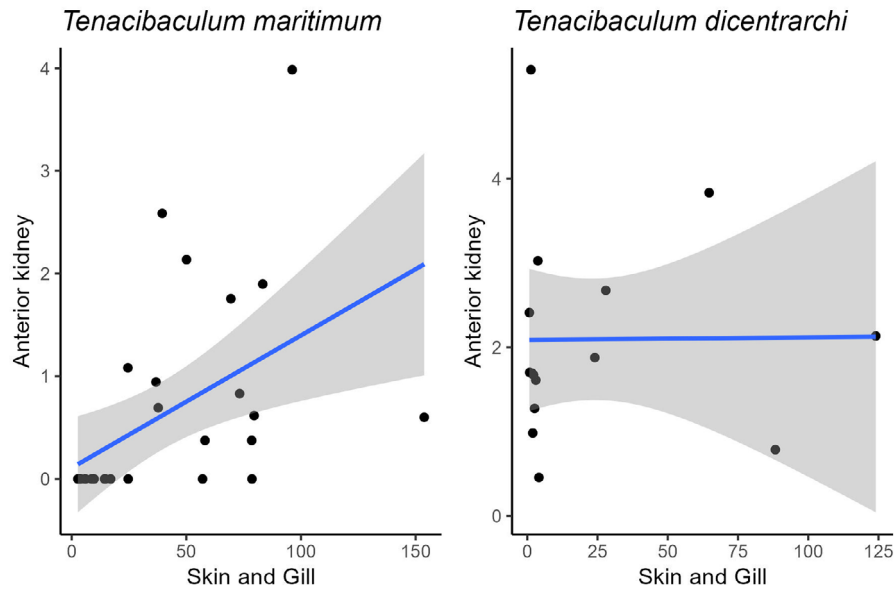 Tenacibaculum maritimum
4
3
2
1
0
Anterior kidney
0 50 100 150
Skin and Gill
Tenacibaculum dicentrarchi
4
2
0
Anterior kidney
0 25 50 75 100 125
Skin and Gill